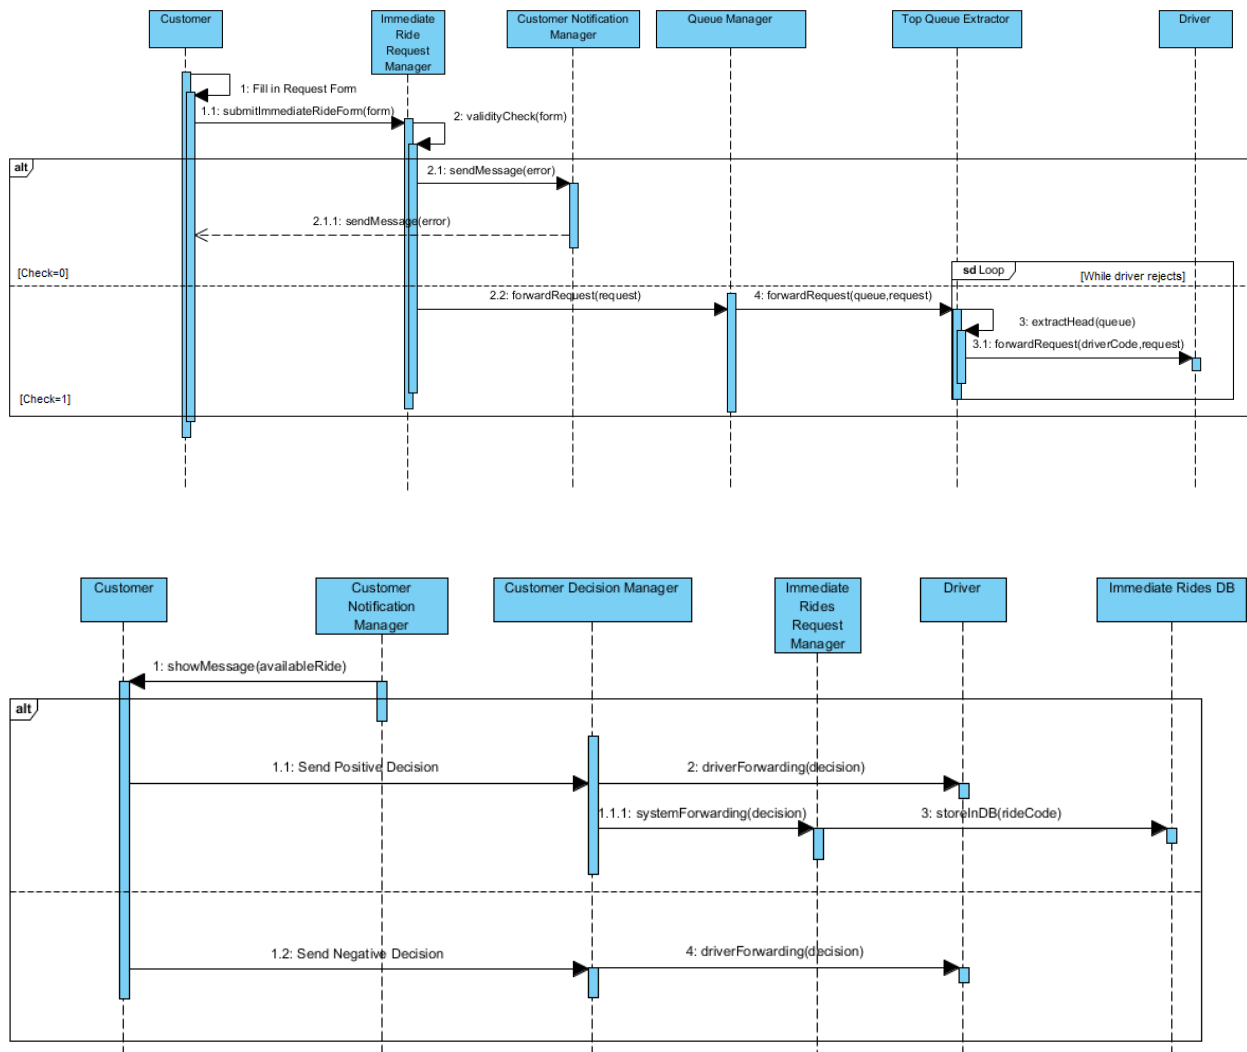 Customer
Immediate
Ride
Request
Manager
Customer Notification
Manager
Queue Manager
Top Queue Extractor
Driver
1: Fill in Request Form
1.1: submitImmediateRideForm(form)
2: validityCheck(form)
alt
2.1: sendMessage(error)
2.1.1: sendMessage(error)
[Check=0]
sd Loop
[While driver rejects]
2.2: forwardRequest(request)
4: forwardRequest(queue,request)
3: extractHead(queue)
3.1: forwardRequest(driverCode,request)
[Check=1]
Customer
Customer
Notification
Manager
Customer Decision Manager
Immediate
Rides
Request
Manager
Driver
Immediate Rides DB
1: showMessage(availableRide)
alt
1.1: Send Positive Decision
2: driverForwarding(decision)
1.1.1: systemForwarding(decision)
3: storeInDB(rideCode)
1.2: Send Negative Decision
4: driverForwarding(decision)